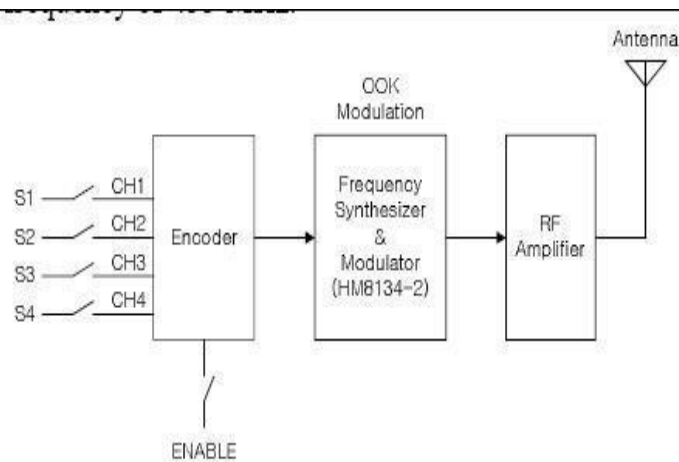 Antenna
OOK
Modulation
S1
CH1
S2
CH2
S3
CH3
S4
CH4
Encoder
Frequency
Synthesizer
&
Modulator
(HM8134-2)
RF
Amplifier
ENABLE